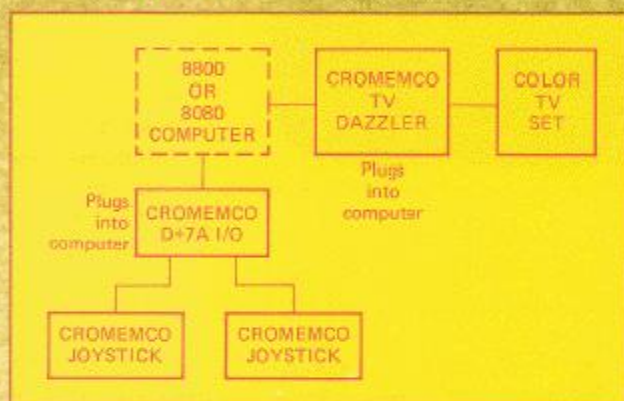 8800
OR
8080
COMPUTER
CROMEMCO
TV
DAZZLER
COLOR
TV
SET
Plugs
into
computer
Plugs
into
computer
CROMEMCO
D+7A I/O
CROMEMCO
JOYSTICK
CROMEMCO
JOYSTICK